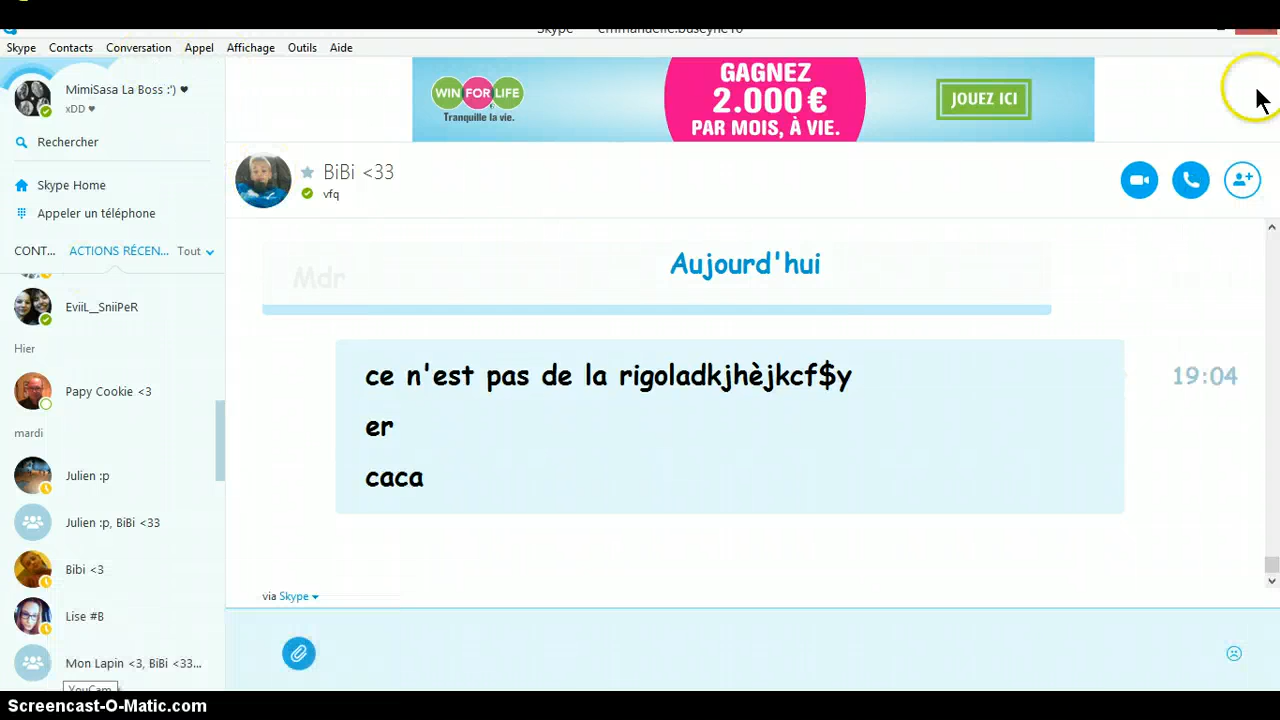 Skype emmanuelle.buseyne10
Skype Contacts Conversation Appel Affichage Outils Aide
MimiSasa La Boss :') ♥
xDD ♥
Rechercher
Skype Home
Appeler un téléphone
CONT... ACTIONS RÉCEN... Tout
EviiL__SniiPeR
Hier
Papy Cookie <3
mardi
Julien :p
Julien :p, BiBi <33
Bibi <3
Lise #B
Mon Lapin <3, BiBi <33...
YouCam
WIN FOR LIFE
Tranquille la vie.
GAGNEZ
2.000 €
PAR MOIS, À VIE.
JOUEZ ICI
BiBi <33
vfq
Aujourd'hui
Mdr
ce n'est pas de la rigoladkjhèjkcf$y
19:04
er
caca
via Skype
Screencast-O-Matic.com